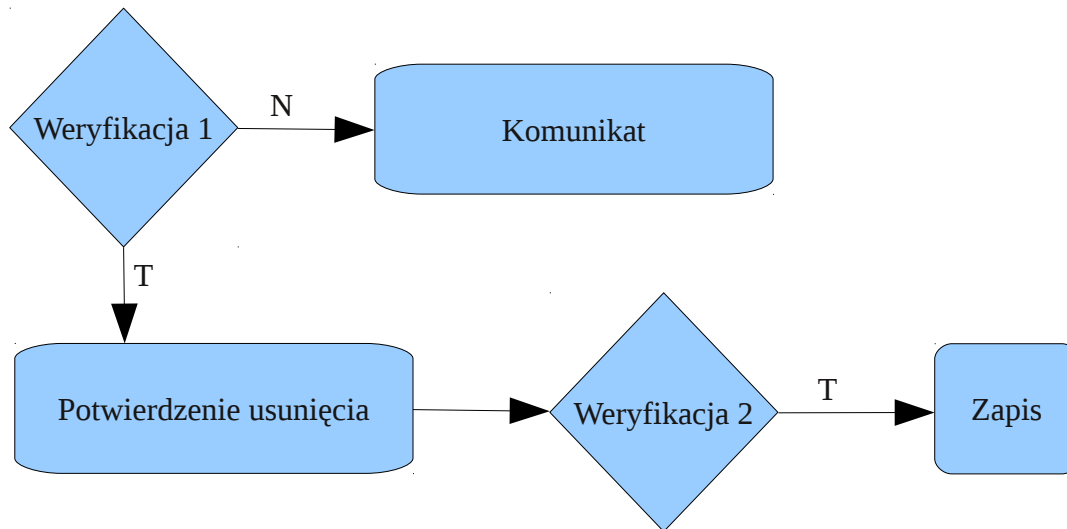 Weryfikacja 1
N
Komunikat
T
Potwierdzenie usunięcia
Weryfikacja 2
T
Zapis